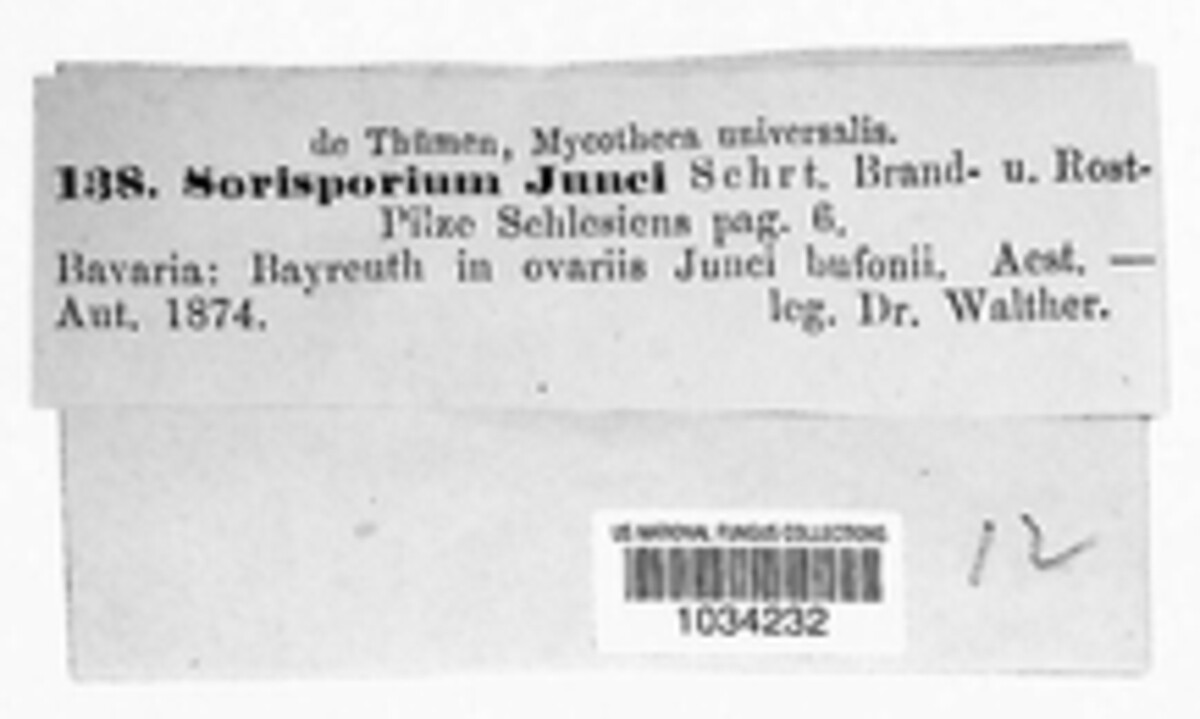 de Thümen, Mycotheca universalis.
138. Sorisporium Junci Schrt. Brand- u. Rost-
Pilze Schlesiens pag. 6.
Bavaria: Bayreuth in ovariis Junci bufonii. Aest. —
Aut. 1874. leg. Dr. Walther.
US NATIONAL FUNGUS COLLECTIONS
1034232
12